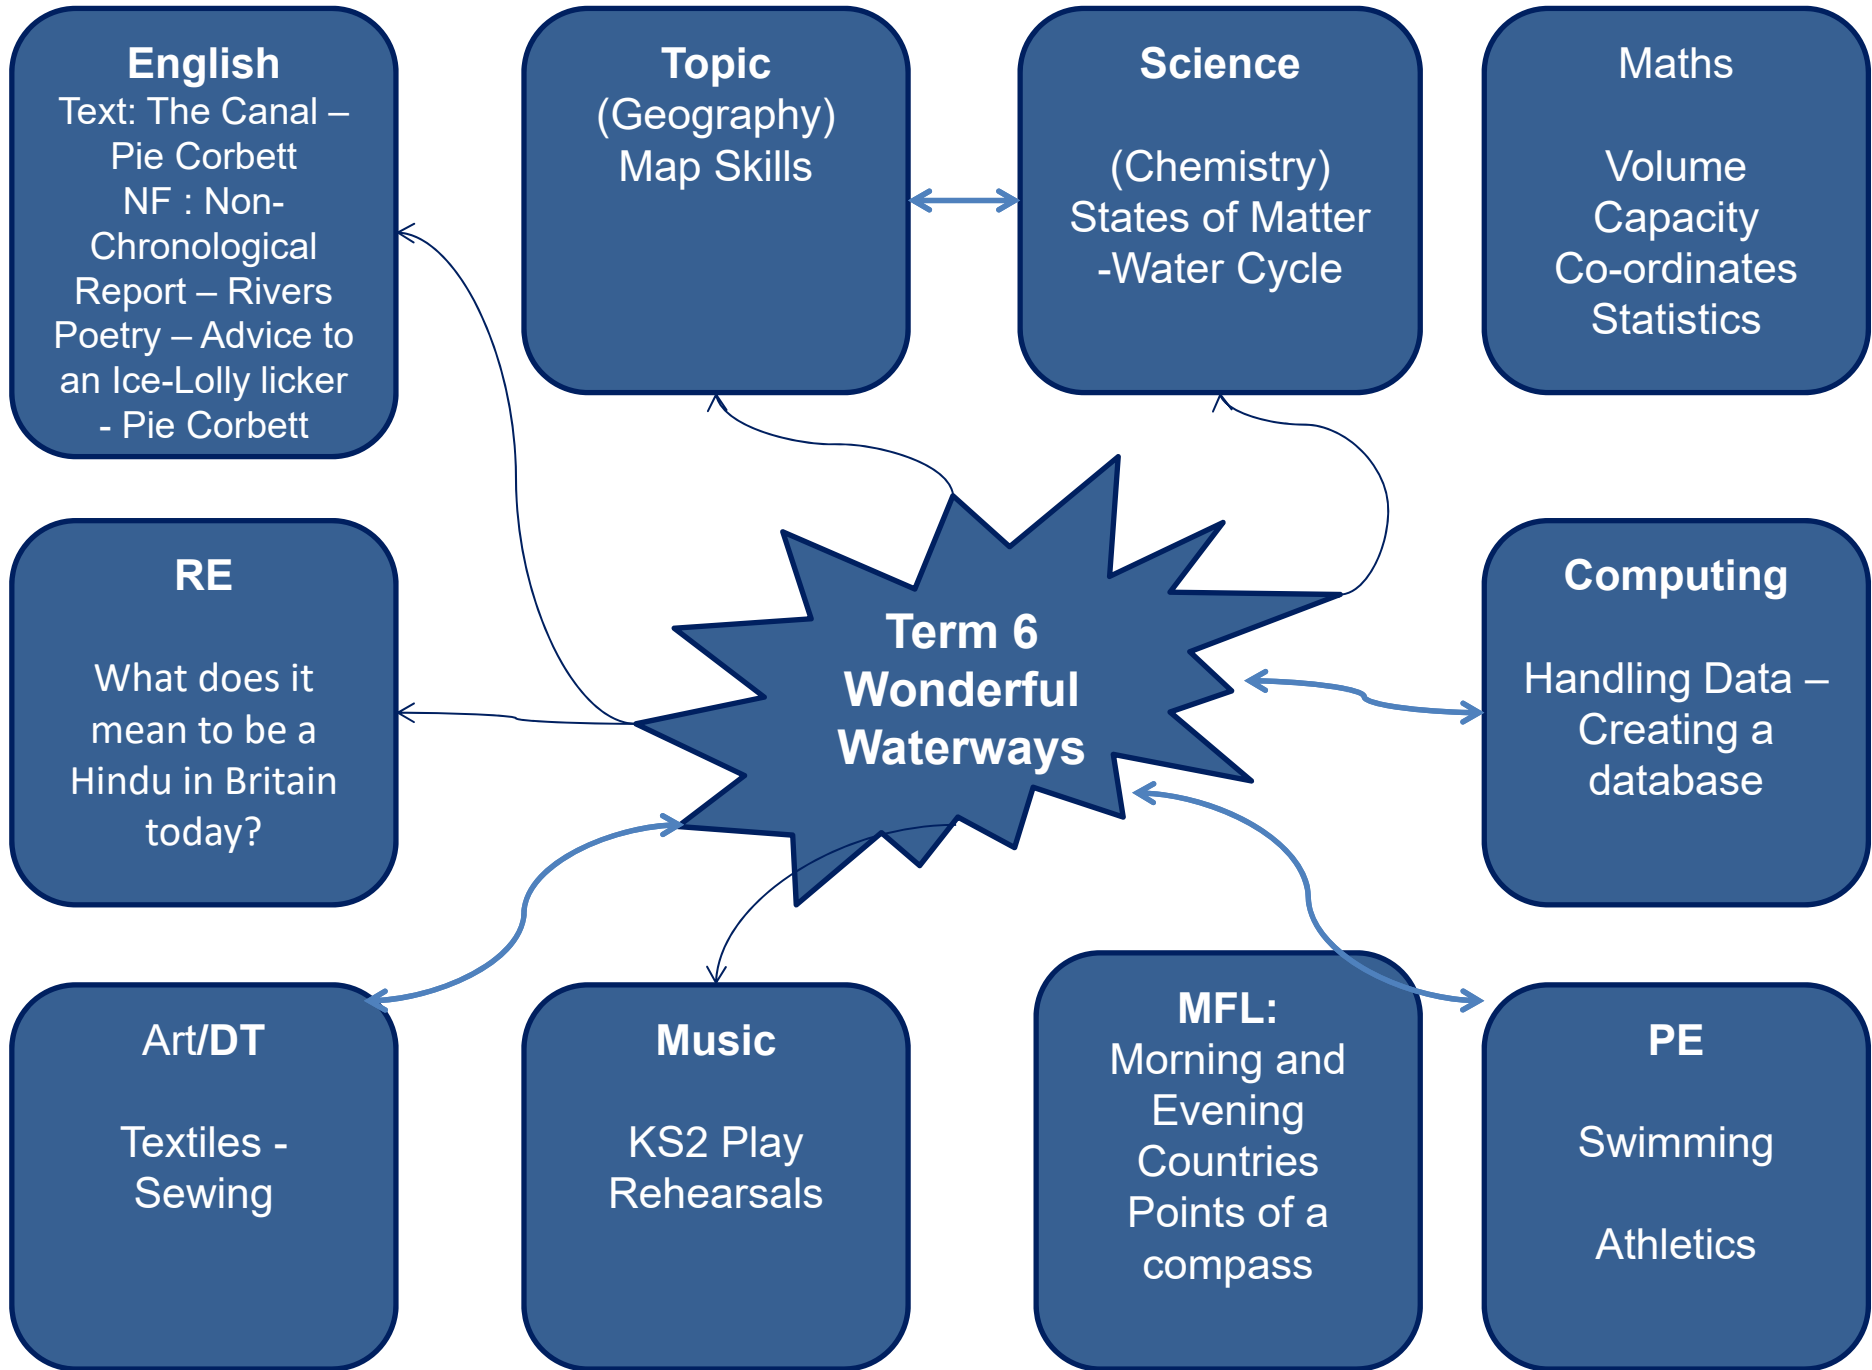 English
Text: The Canal –
Pie Corbett
NF : Non-
Chronological
Report – Rivers
Poetry – Advice to
an Ice-Lolly licker
- Pie Corbett
Topic
(Geography)
Map Skills
Science
(Chemistry)
States of Matter
-Water Cycle
Maths
Volume
Capacity
Co-ordinates
Statistics
RE
What does it
mean to be a
Hindu in Britain
today?
Term 6
Wonderful
Waterways
Computing
Handling Data –
Creating a
database
Art/DT
Textiles -
Sewing
Music
KS2 Play
Rehearsals
MFL:
Morning and
Evening
Countries
Points of a
compass
PE
Swimming
Athletics